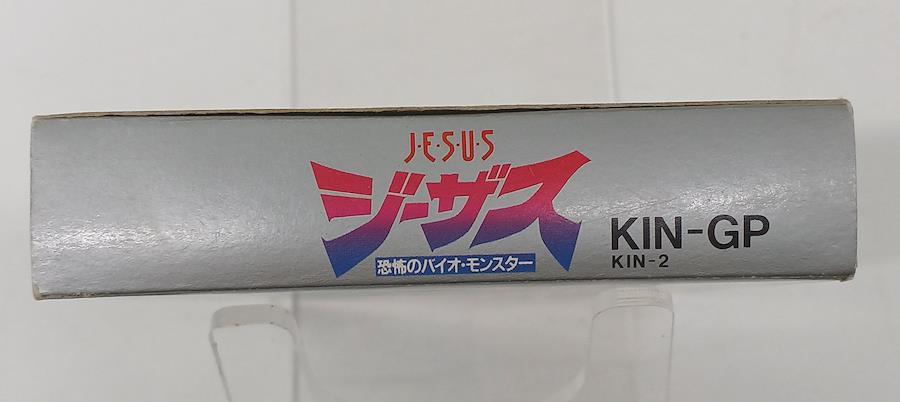 J·E·S·U·S
ジーザス
恐怖のバイオ・モンスター
KIN-GP
KIN-2